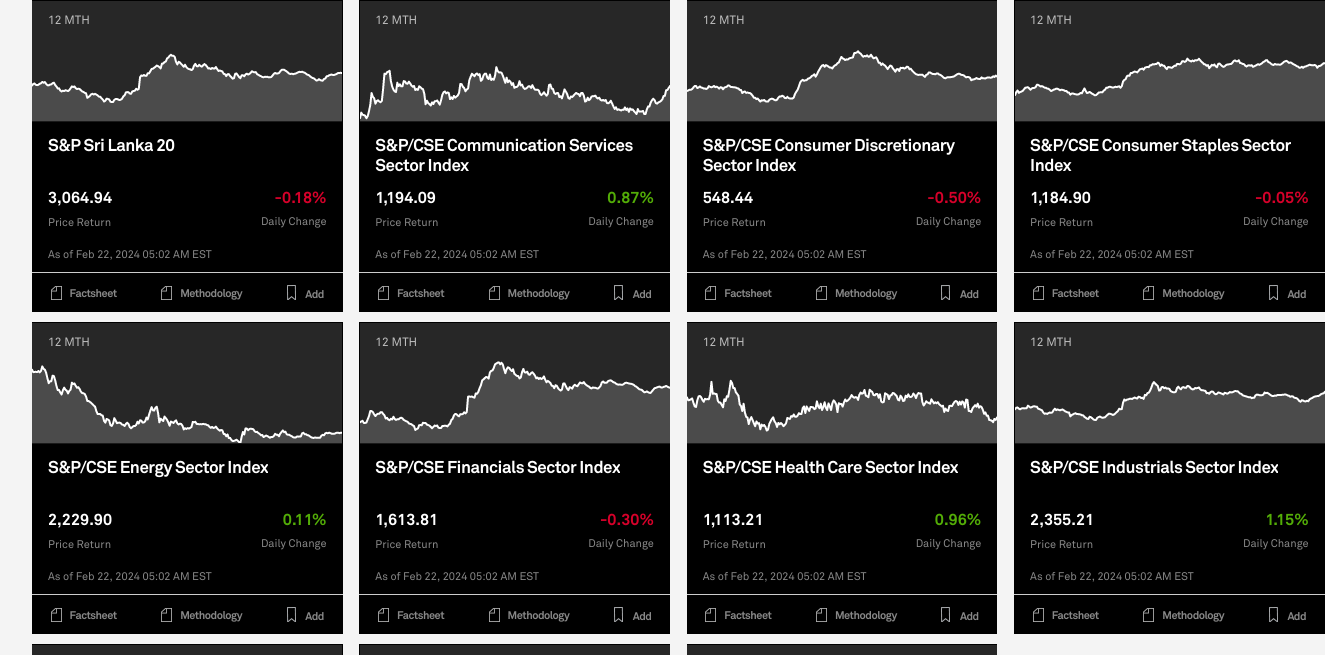 12 MTH
S&P Sri Lanka 20
3,064.94
-0.18%
Price Return
Daily Change
As of Feb 22, 2024 05:02 AM EST
Factsheet
Methodology
Add
12 MTH
S&P/CSE Communication Services
Sector Index
1,194.09
0.87%
Price Return
Daily Change
As of Feb 22, 2024 05:02 AM EST
Factsheet
Methodology
Add
12 MTH
S&P/CSE Consumer Discretionary
Sector Index
548.44
-0.50%
Price Return
Daily Change
As of Feb 22, 2024 05:02 AM EST
Factsheet
Methodology
Add
12 MTH
S&P/CSE Consumer Staples Sector
Index
1,184.90
-0.05%
Price Return
Daily Change
As of Feb 22, 2024 05:02 AM EST
Factsheet
Methodology
Add
12 MTH
S&P/CSE Energy Sector Index
2,229.90
0.11%
Price Return
Daily Change
As of Feb 22, 2024 05:02 AM EST
Factsheet
Methodology
Add
12 MTH
S&P/CSE Financials Sector Index
1,613.81
-0.30%
Price Return
Daily Change
As of Feb 22, 2024 05:02 AM EST
Factsheet
Methodology
Add
12 MTH
S&P/CSE Health Care Sector Index
1,113.21
0.96%
Price Return
Daily Change
As of Feb 22, 2024 05:02 AM EST
Factsheet
Methodology
Add
12 MTH
S&P/CSE Industrials Sector Index
2,355.21
1.15%
Price Return
Daily Change
As of Feb 22, 2024 05:02 AM EST
Factsheet
Methodology
Add